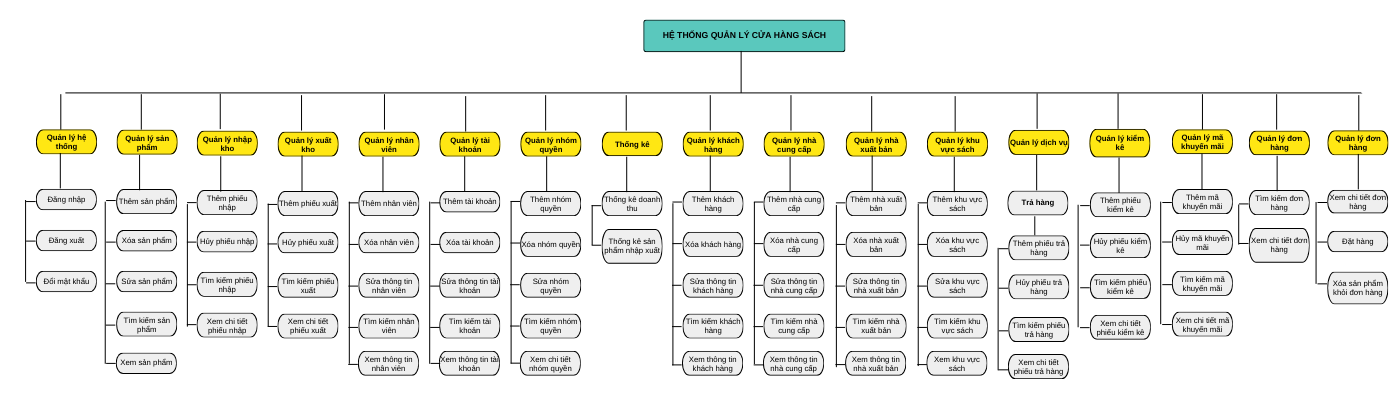 HỆ THỐNG QUẢN LÝ CỬA HÀNG SÁCH
Quản lý hệ
thống
Đăng nhập
Đăng xuất
Đổi mật khẩu
Quản lý sản
phẩm
Thêm sản phẩm
Xóa sản phẩm
Sửa sản phẩm
Tìm kiếm sản
phẩm
Xem sản phẩm
Quản lý nhập
kho
Thêm phiếu
nhập
Hủy phiếu nhập
Tìm kiếm phiếu
nhập
Xem chi tiết
phiếu nhập
Quản lý xuất
kho
Thêm phiếu xuất
Hủy phiếu xuất
Tìm kiếm phiếu
xuất
Xem chi tiết
phiếu xuất
Quản lý nhân
viên
Thêm nhân viên
Xóa nhân viên
Sửa thông tin
nhân viên
Tìm kiếm nhân
viên
Xem thông tin
nhân viên
Quản lý tài
khoản
Thêm tài khoản
Xóa tài khoản
Sửa thông tin tài
khoản
Tìm kiếm tài
khoản
Xem thông tin tài
khoản
Quản lý nhóm
quyền
Thêm nhóm
quyền
Xóa nhóm quyền
Sửa nhóm
quyền
Tìm kiếm nhóm
quyền
Xem chi tiết
nhóm quyền
Thống kê
Thống kê doanh
thu
Thống kê sản
phẩm nhập xuất
Quản lý khách
hàng
Thêm khách
hàng
Xóa khách hàng
Sửa thông tin
khách hàng
Tìm kiếm khách
hàng
Xem thông tin
khách hàng
Quản lý nhà
cung cấp
Thêm nhà cung
cấp
Xóa nhà cung
cấp
Sửa thông tin
nhà cung cấp
Tìm kiếm nhà
cung cấp
Xem thông tin
nhà cung cấp
Quản lý nhà
xuất bản
Thêm nhà xuất
bản
Xóa nhà xuất
bản
Sửa thông tin
nhà xuất bản
Tìm kiếm nhà
xuất bản
Xem thông tin
nhà xuất bản
Quản lý khu
vực sách
Thêm khu vực
sách
Xóa khu vực
sách
Sửa khu vực
sách
Tìm kiếm khu
vực sách
Xem khu vực
sách
Quản lý dịch vụ
Trả hàng
Thêm phiếu trả
hàng
Hủy phiếu trả
hàng
Tìm kiếm phiếu
trả hàng
Xem chi tiết
phiếu trả hàng
Quản lý kiểm
kê
Thêm phiếu
kiểm kê
Hủy phiếu kiểm
kê
Tìm kiếm phiếu
kiểm kê
Xem chi tiết
phiếu kiểm kê
Quản lý mã
khuyến mãi
Thêm mã
khuyến mãi
Hủy mã khuyến
mãi
Tìm kiếm mã
khuyến mãi
Xem chi tiết mã
khuyến mãi
Quản lý đơn
hàng
Tìm kiếm đơn
hàng
Xem chi tiết đơn
hàng
Quản lý đơn
hàng
Xem chi tiết đơn
hàng
Đặt hàng
Xóa sản phẩm
khỏi đơn hàng